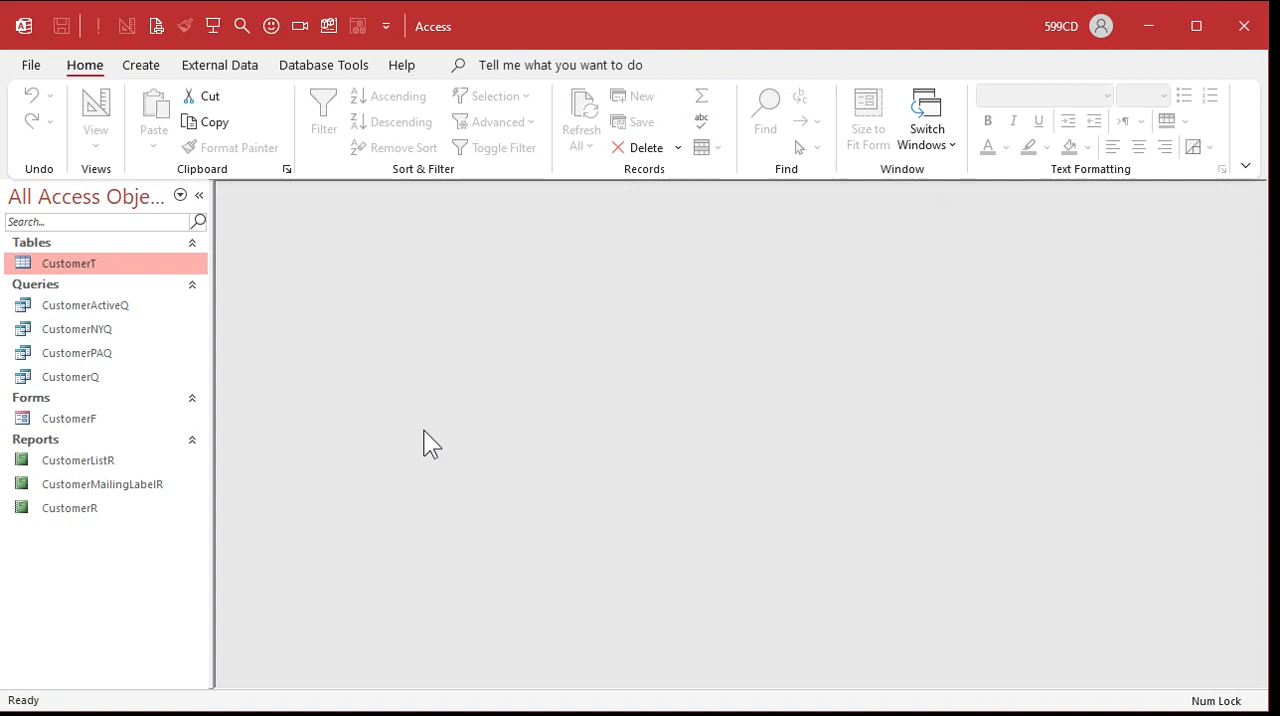 Access
599CD
File Home Create External Data Database Tools Help Tell me what you want to do
Undo
View
Views
Paste
Cut
Copy
Format Painter
Clipboard
Filter
Ascending
Descending
Remove Sort
Selection
Advanced
Toggle Filter
Sort & Filter
Refresh
All
New
Save
Delete
Records
Find
Find
Size to
Fit Form
Switch
Windows
Window
B I U
A
Text Formatting
All Access Obje...
Search...
Tables
CustomerT
Queries
CustomerActiveQ
CustomerNYQ
CustomerPAQ
CustomerQ
Forms
CustomerF
Reports
CustomerListR
CustomerMailingLabelR
CustomerR
Ready
Num Lock